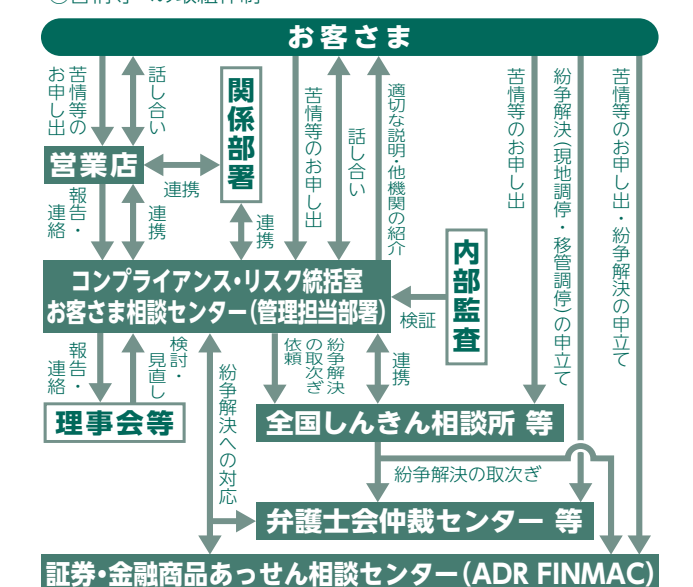 お客さま
苦情等の
お申し出
話し合い
関係部署
苦情等のお申し出
話し合い
適切な説明・他機関の紹介
苦情等のお申し出
紛争解決(現地調停・移管調停)の申立て
苦情等のお申し出・紛争解決の申立て
営業店
連携
報告・
連絡
連携
連携
内部監査
コンプライアンス・リスク統括室
お客さま相談センター(管理担当部署)
検証
報告・
連絡
検討・
見直し
紛争解決への対応
紛争解決
の取次ぎ
依頼
連携
理事会等
全国しんきん相談所 等
紛争解決の取次ぎ
弁護士会仲裁センター 等
証券・金融商品あっせん相談センター(ADR FINMAC)